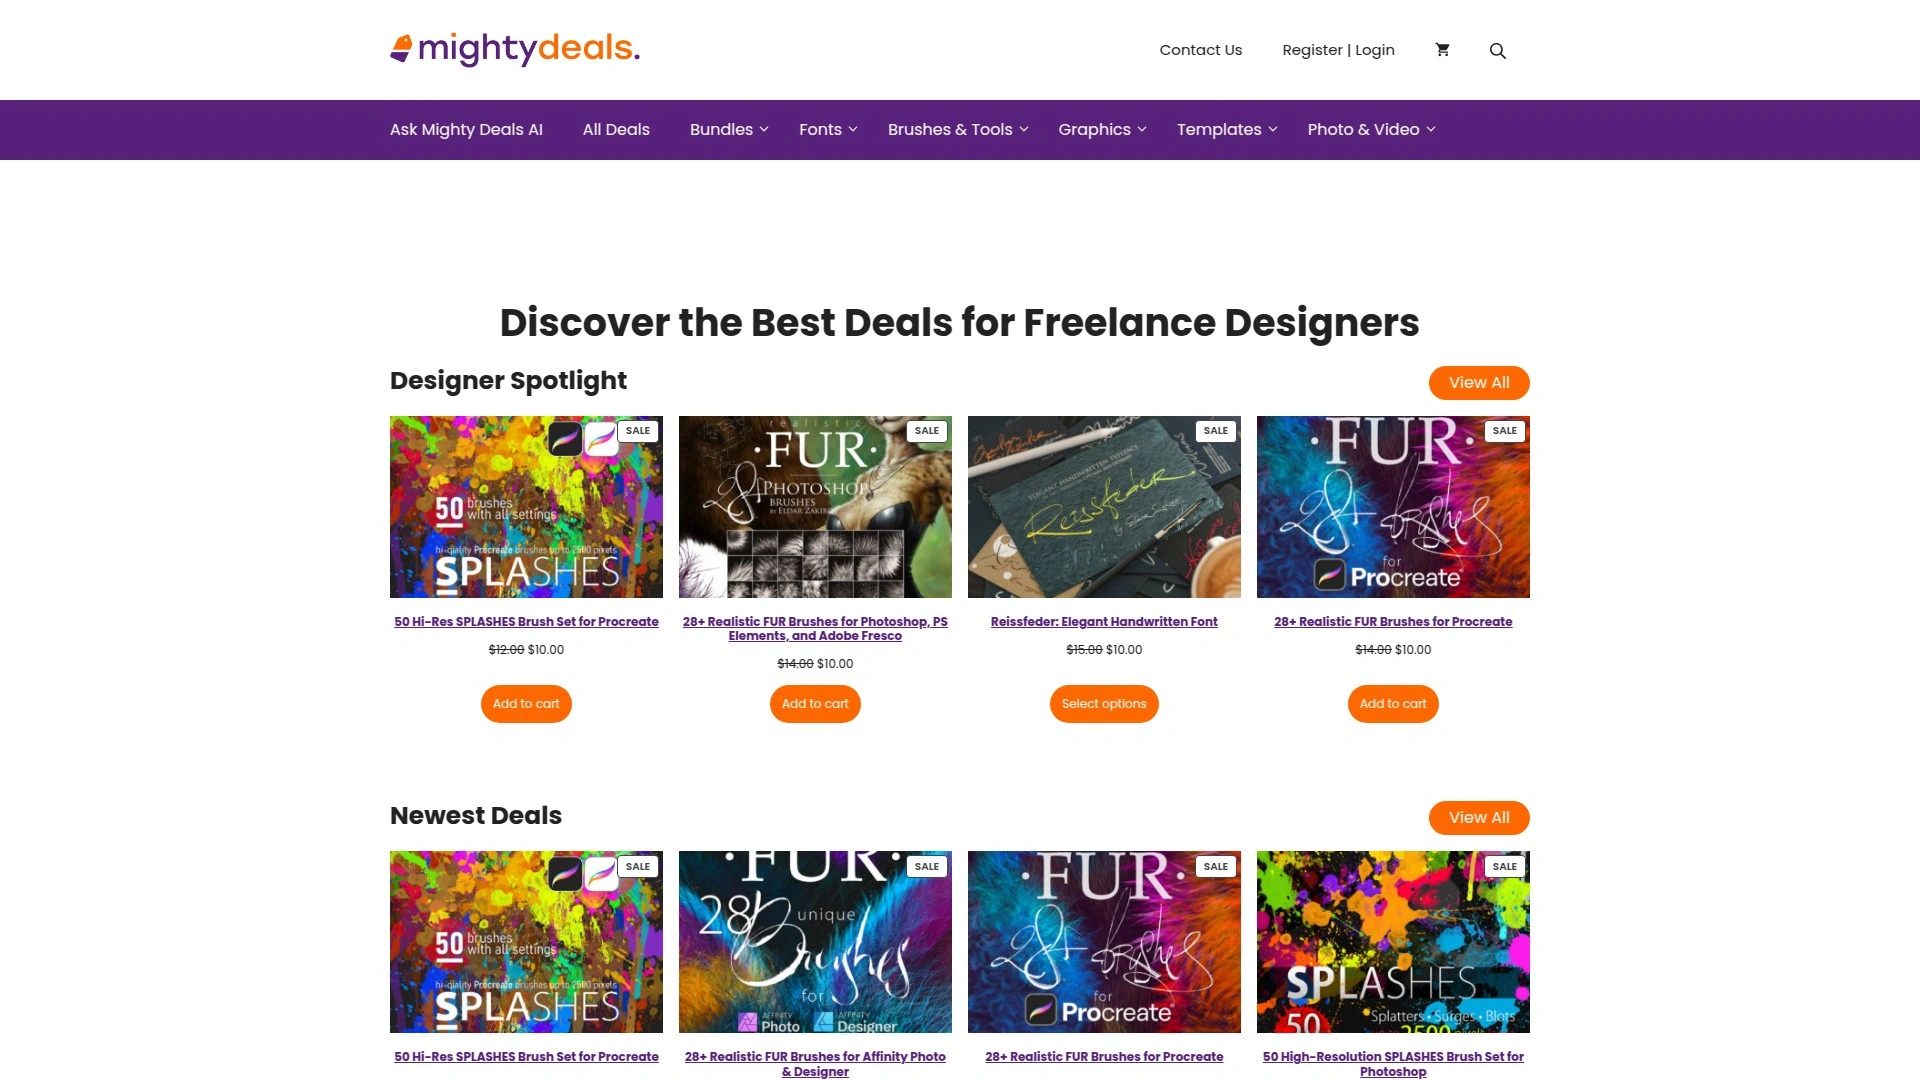 mightydeals.
Contact Us
Register | Login
Ask Mighty Deals AI
All Deals
Bundles
Fonts
Brushes & Tools
Graphics
Templates
Photo & Video
Discover the Best Deals for Freelance Designers
Designer Spotlight
View All
SALE
50 brushes
with all settings
hi-quality Procreate brushes up to 2500 pixels
SPLASHES
SALE
realistic
·FUR·
28+ PHOTOSHOP
BRUSHES
BY ELDAR ZAKIROV
SALE
ELEGANT HANDWRITTEN TYPEFACE
Reissfeder
SALE
·FUR·
28+ brushes
for
Procreate
50 Hi-Res SPLASHES Brush Set for Procreate
$12.00 $10.00
Add to cart
28+ Realistic FUR Brushes for Photoshop, PS
Elements, and Adobe Fresco
$14.00 $10.00
Add to cart
Reissfeder: Elegant Handwritten Font
$15.00 $10.00
Select options
28+ Realistic FUR Brushes for Procreate
$14.00 $10.00
Add to cart
Newest Deals
View All
SALE
50 brushes
with all settings
hi-quality Procreate brushes up to 2500 pixels
SPLASHES
SALE
·FUR·
28 unique
Brushes
for
AFFINITY
Photo
AFFINITY
Designer
SALE
·FUR·
28+ brushes
for
Procreate
SALE
SPLASHES
Splatters • Surges • Blots
50
up to 2500 pixels
50 Hi-Res SPLASHES Brush Set for Procreate
28+ Realistic FUR Brushes for Affinity Photo
& Designer
28+ Realistic FUR Brushes for Procreate
50 High-Resolution SPLASHES Brush Set for
Photoshop